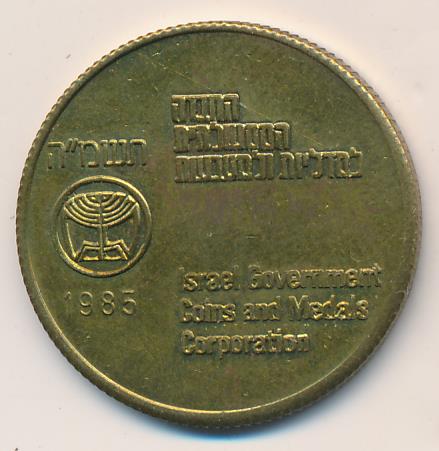 החברה
הממשלתית
למדליות ולמטבעות
תשמ"ה
1985
Israel Government
Coins and Medals
Corporation